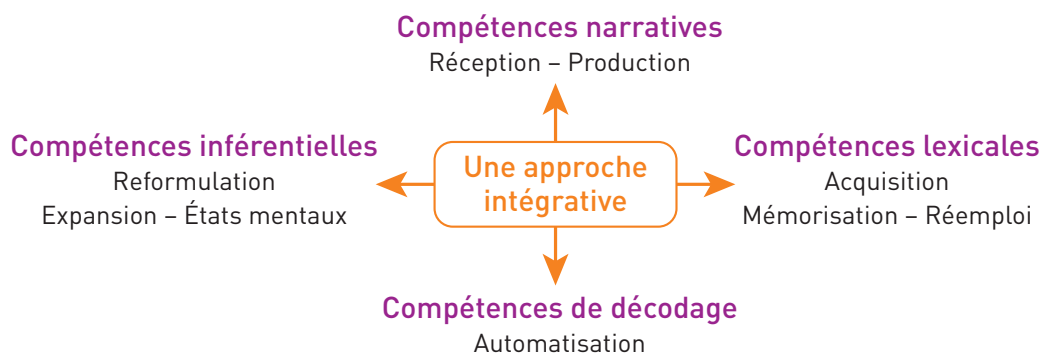 Compétences narratives
Réception – Production
Compétences inférentielles
Reformulation
Expansion – États mentaux
Une approche
intégrative
Compétences lexicales
Acquisition
Mémorisation – Réemploi
Compétences de décodage
Automatisation